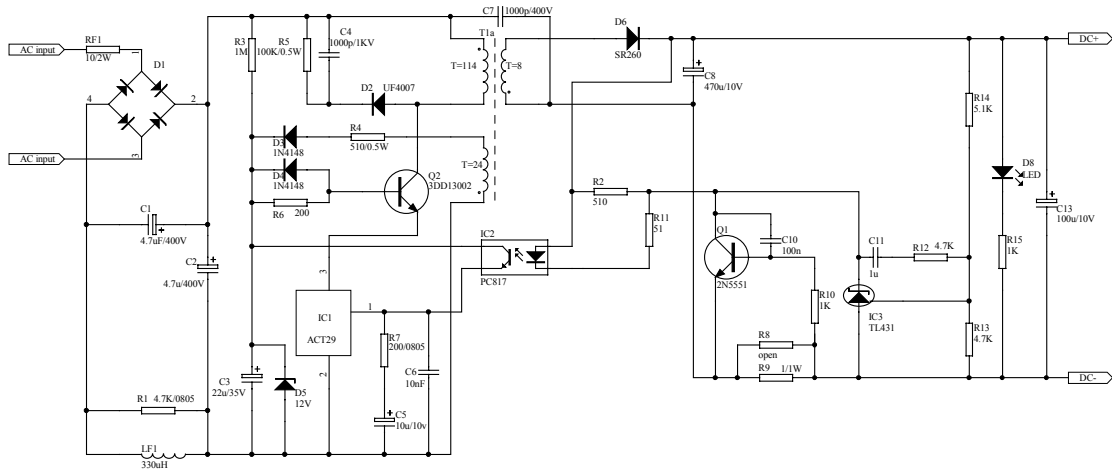 C7
1000p/400V
AC input
RF1
10/2W
1
D1
4
2
3
AC input
R3
1M
R5
100K/0.5W
C4
1000p/1KV
T1a
T=114
T=8
D6
SR260
DC+
C8
470u/10V
R14
5.1K
D2
UF4007
D3
1N4148
R4
510/0.5W
D4
1N4148
T=24
Q2
3DD13002
R6
200
D8
LED
R2
510
C1
4.7uF/400V
R11
51
C13
100u/10V
IC2
PC817
Q1
2N5551
C10
100n
C11
1u
R12
4.7K
R15
1K
C2
4.7u/400V
3
IC1
ACT29
1
2
R10
1K
IC3
TL431
R7
200/0805
R8
open
R13
4.7K
C6
10nF
R9
1/1W
DC-
C3
22u/35V
D5
12V
R1
4.7K/0805
C5
10u/10v
LF1
330uH